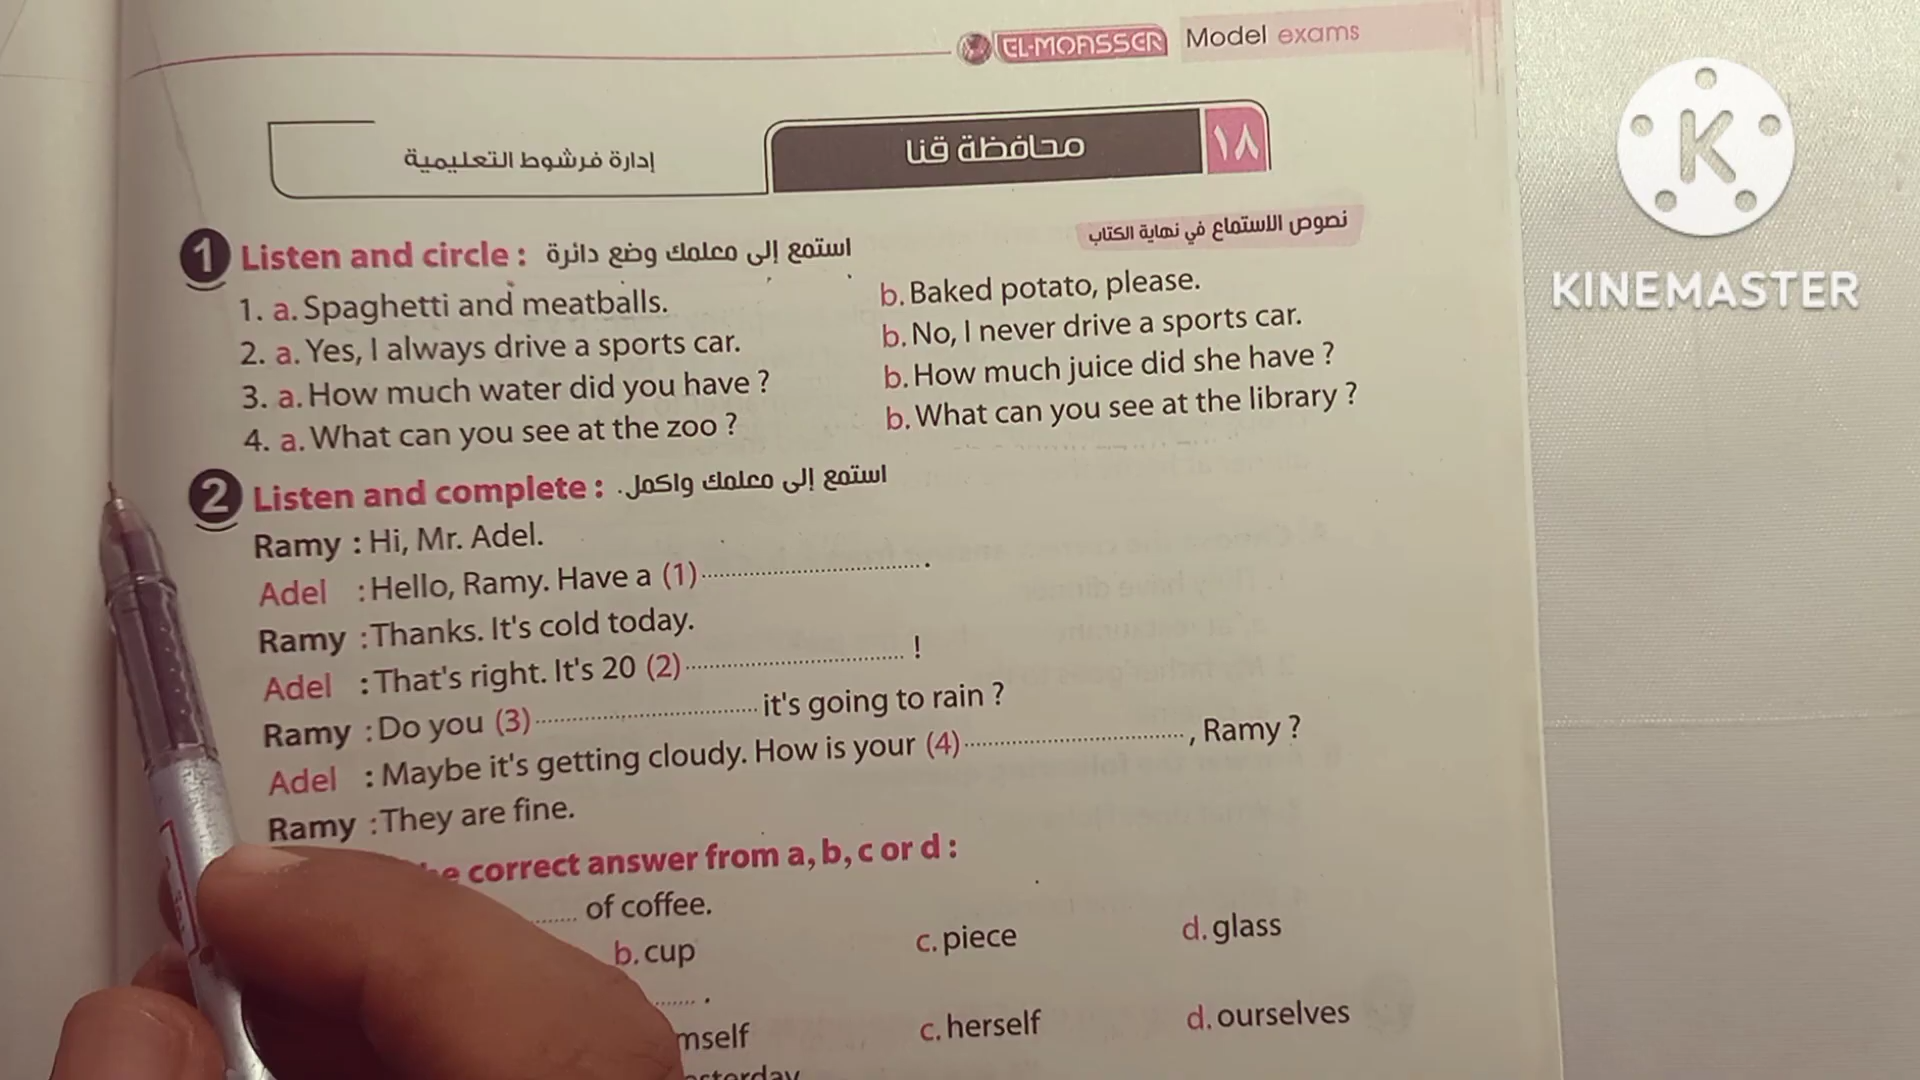 EL-MOASSER Model exams
١٨ محافظة قنا إدارة فرشوط التعليمية
K
KINEMASTER
نصوص الاستماع في نهاية الكتاب
1 Listen and circle : استمع إلى معلمك وضع دائرة
1. a. Spaghetti and meatballs. b. Baked potato, please.
2. a. Yes, I always drive a sports car. b. No, I never drive a sports car.
3. a. How much water did you have ? b. How much juice did she have ?
4. a. What can you see at the zoo ? b. What can you see at the library ?
2 Listen and complete : استمع إلى معلمك واكمل.
Ramy : Hi, Mr. Adel.
Adel : Hello, Ramy. Have a (1) .................... .
Ramy : Thanks. It's cold today.
Adel : That's right. It's 20 (2) .................... !
Ramy : Do you (3) .................... it's going to rain ?
Adel : Maybe it's getting cloudy. How is your (4) .................... , Ramy ?
Ramy : They are fine.
correct answer from a, b, c or d :
........ of coffee.
b. cup c. piece d. glass
........ .
mself c. herself d. ourselves